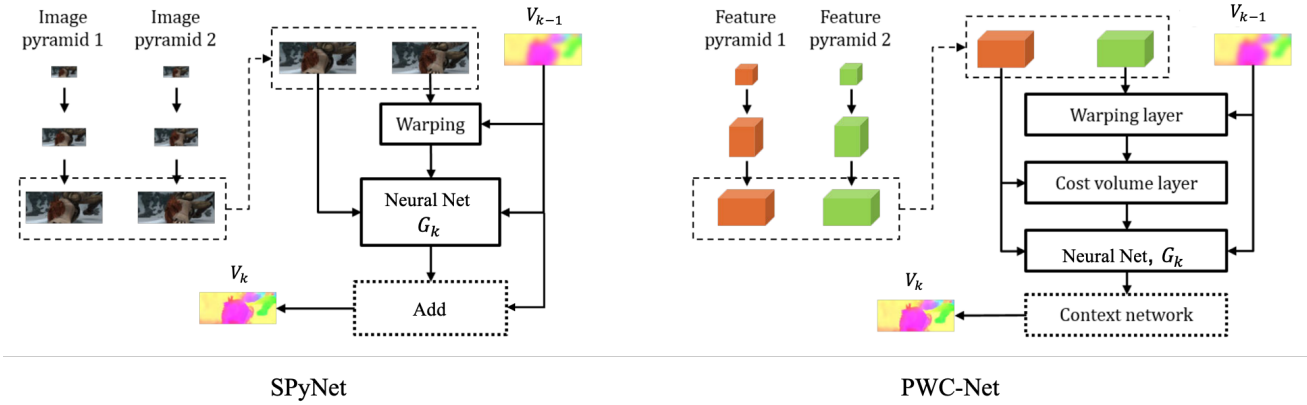 Image
pyramid 1
Image
pyramid 2
V_{k-1}
Warping
Neural Net
G_k
Add
V_k
SPyNet
Feature
pyramid 1
Feature
pyramid 2
V_{k-1}
Warping layer
Cost volume layer
Neural Net, G_k
Context network
V_k
PWC-Net